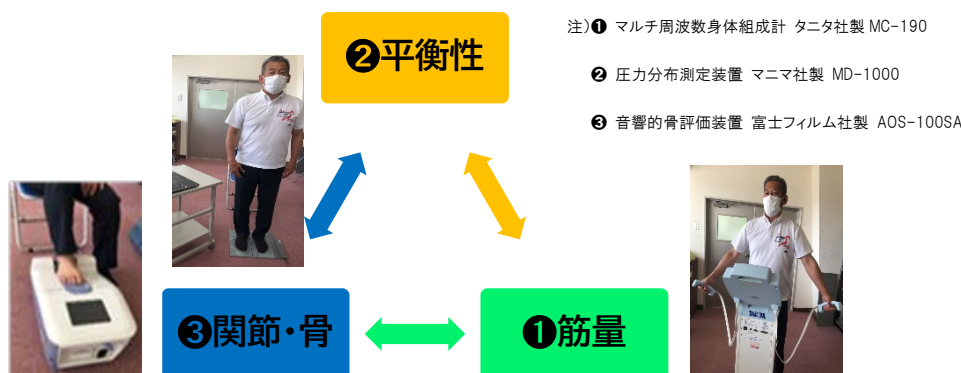 ❷平衡性
注)❶ マルチ周波数身体組成計 タニタ社製 MC-190
❷ 圧力分布測定装置 マニマ社製 MD-1000
❸ 音響的骨評価装置 富士フィルム社製 AOS-100SA
❸関節・骨
❶筋量
TANITA